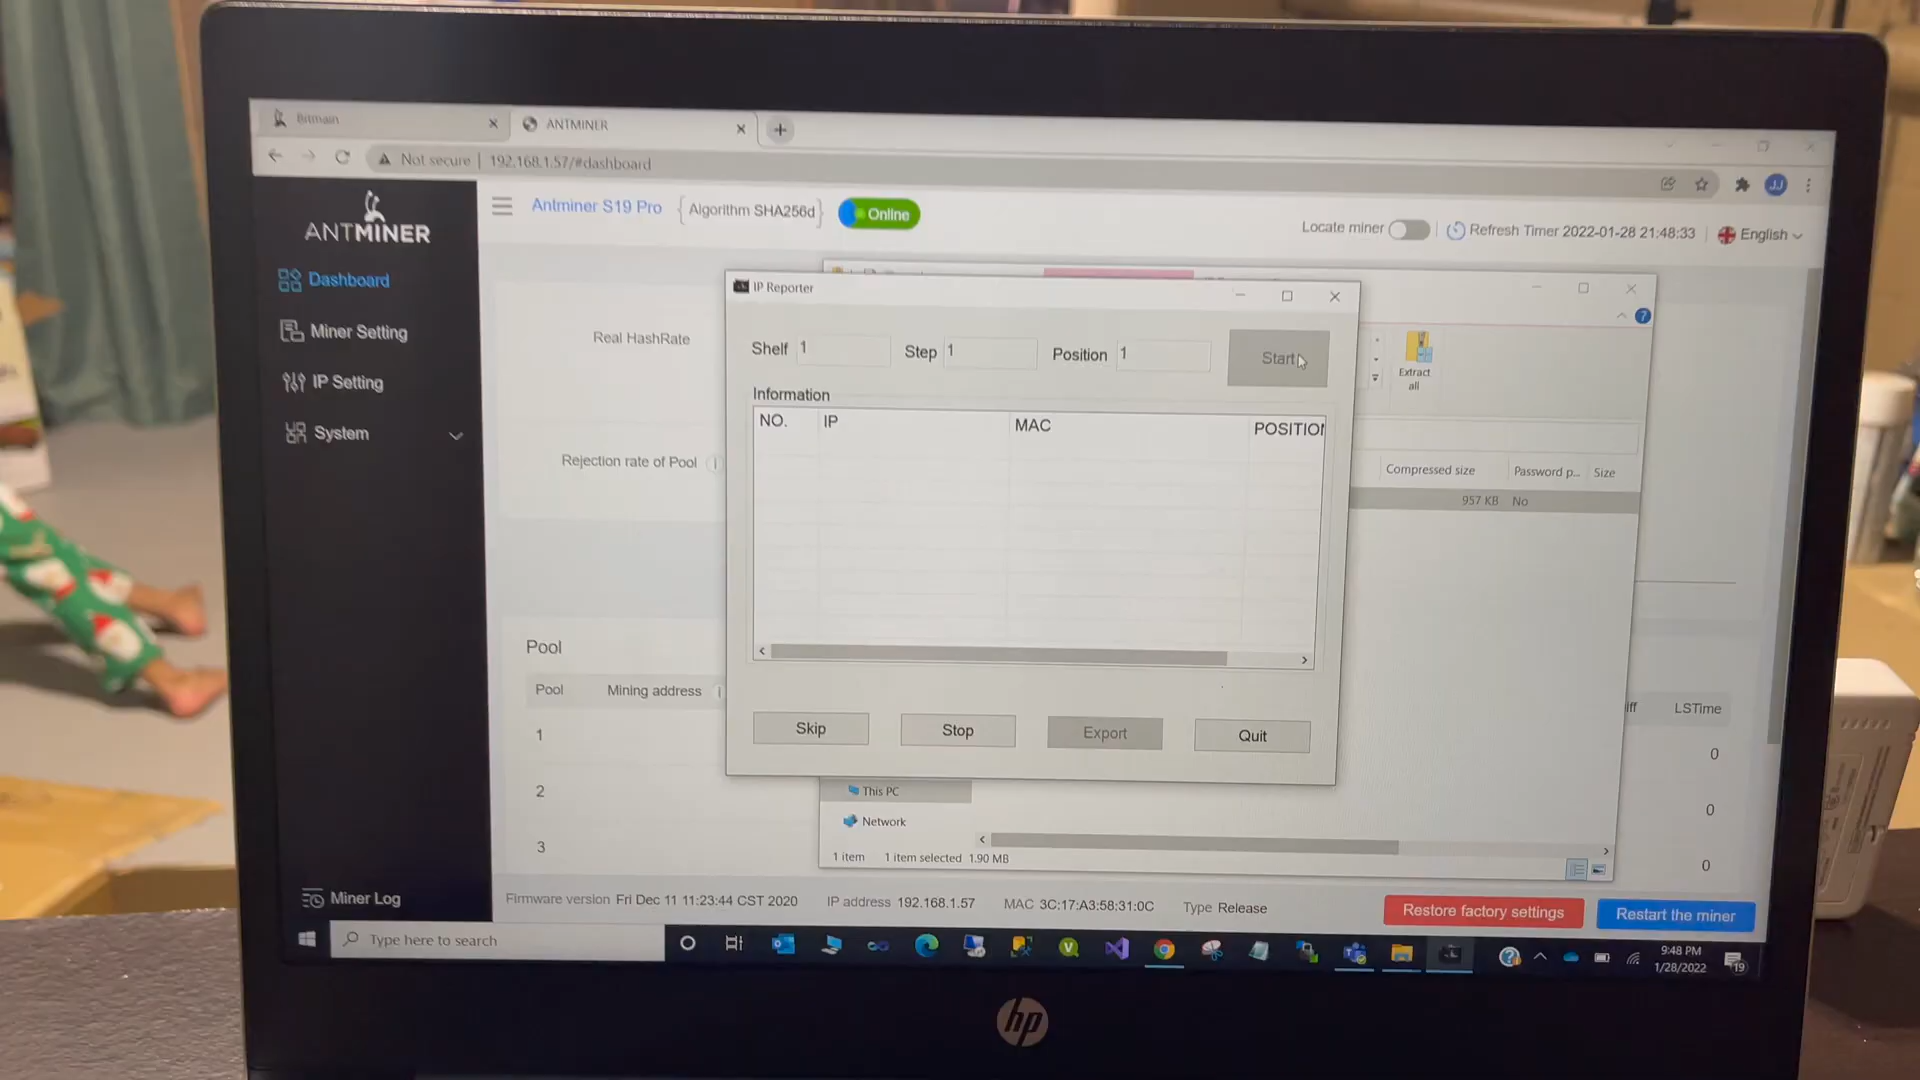 Bitmain
ANTMINER
Not secure | 192.168.1.57/#dashboard
JJ
ANTMINER
Antminer S19 Pro
Algorithm SHA256d
Online
Locate miner
Refresh Timer 2022-01-28 21:48:33
English
Dashboard
Miner Setting
IP Setting
System
Miner Log
Real HashRate
Rejection rate of Pool
IP Reporter
Shelf 1
Step 1
Position 1
Start
Information
NO.
IP
MAC
POSITION
Skip
Stop
Export
Quit
Extract
all
Compressed size
Password p...
Size
957 KB
No
Pool
Pool
Mining address
iff
LSTime
1
0
2
0
3
0
This PC
Network
1 item
1 item selected 1.90 MB
Firmware version Fri Dec 11 11:23:44 CST 2020
IP address 192.168.1.57
MAC 3C:17:A3:58:31:0C
Type Release
Restore factory settings
Restart the miner
Type here to search
9:48 PM
1/28/2022
19
hp